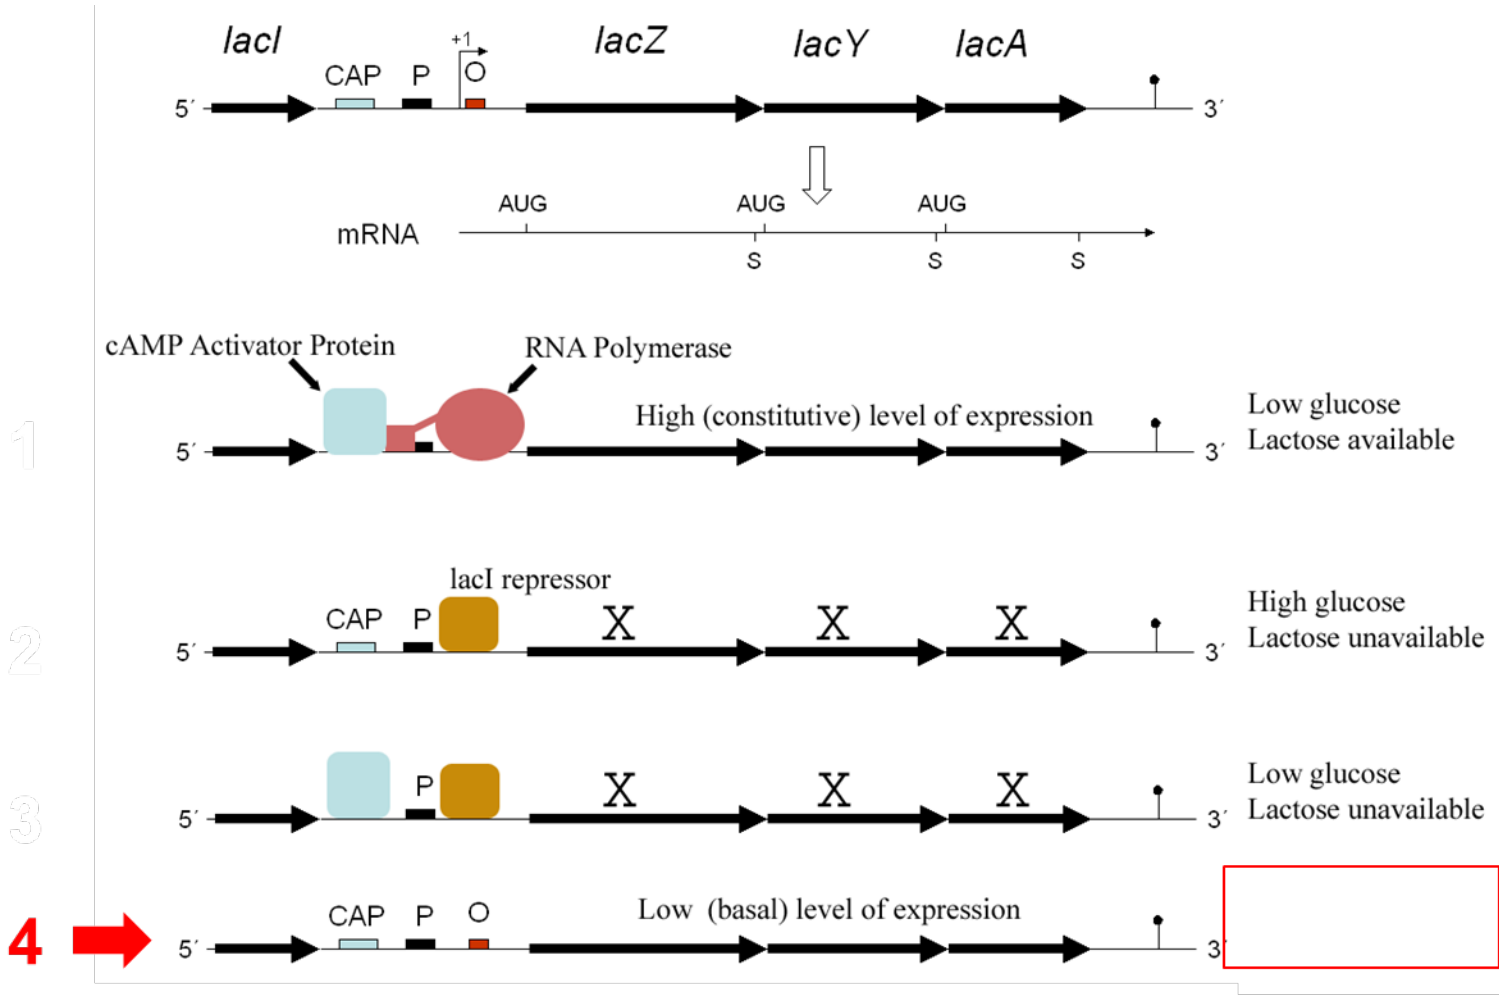 lacI
CAP P +1 O
lacZ lacY lacA
5´ 3´
AUG AUG AUG
mRNA
S S S
cAMP Activator Protein
RNA Polymerase
1
5´ 3´
High (constitutive) level of expression
Low glucose
Lactose available
lacI repressor
2
CAP P X X X
5´ 3´
High glucose
Lactose unavailable
3
P X X X
5´ 3´
Low glucose
Lactose unavailable
4
CAP P O
Low (basal) level of expression
5´ 3´